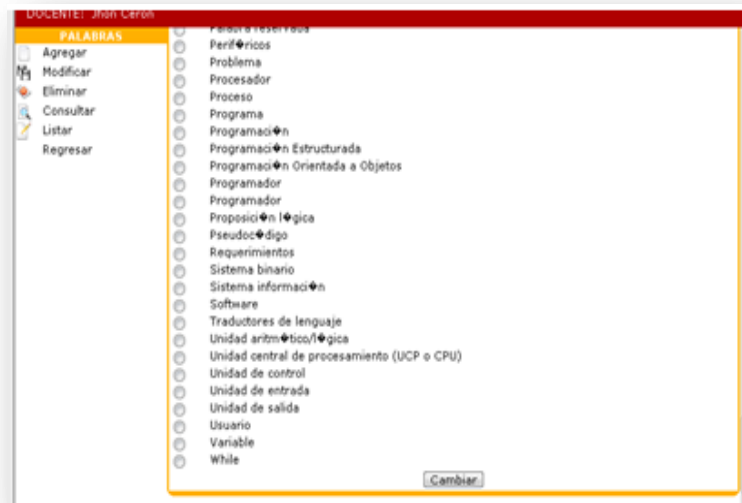 DOCENTE: Jhon Ceron
PALABRAS
Agregar
Modificar
Eliminar
Consultar
Listar
Regresar
Palabra reservada
Perif�ricos
Problema
Procesador
Proceso
Programa
Programaci�n
Programaci�n Estructurada
Programaci�n Orientada a Objetos
Programador
Programador
Proposici�n l�gica
Pseudoc�digo
Requerimientos
Sistema binario
Sistema informaci�n
Software
Traductores de lenguaje
Unidad aritm�tico/l�gica
Unidad central de procesamiento (UCP o CPU)
Unidad de control
Unidad de entrada
Unidad de salida
Usuario
Variable
While
Cambiar